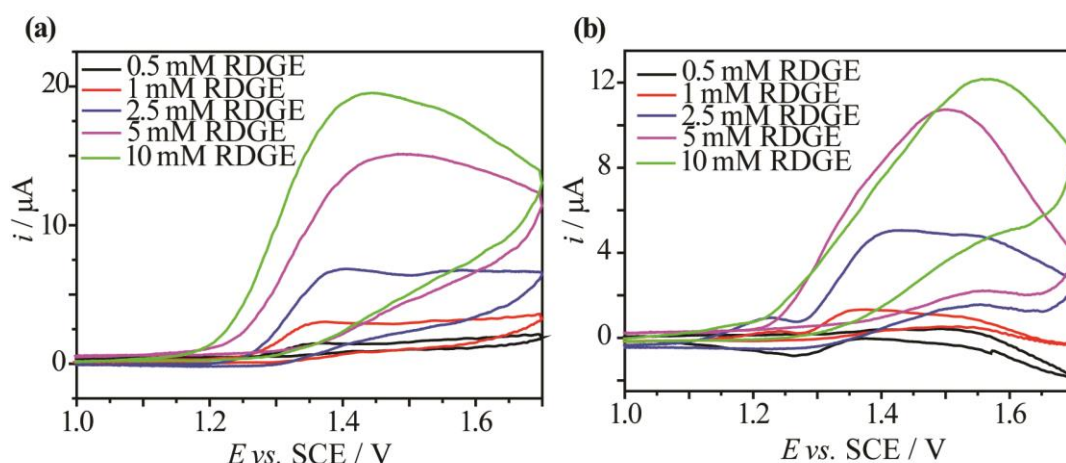 (a)
0.5 mM RDGE
1 mM RDGE
2.5 mM RDGE
5 mM RDGE
10 mM RDGE
20
10
0
i / µA
1.0
1.2
1.4
1.6
E vs. SCE / V
(b)
0.5 mM RDGE
1 mM RDGE
2.5 mM RDGE
5 mM RDGE
10 mM RDGE
12
8
4
0
i / µA
1.0
1.2
1.4
1.6
E vs. SCE / V